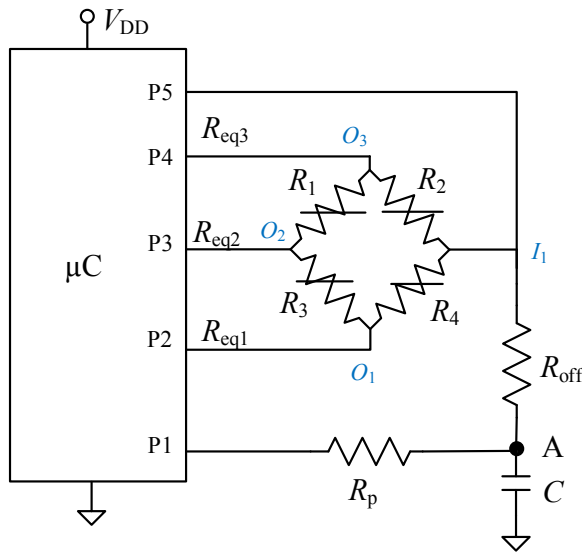 V_DD
P5
P4
R_eq3
O_3
R_1
R_2
μC
P3
R_eq2
O_2
I_1
R_3
R_4
P2
R_eq1
O_1
R_off
P1
R_p
A
C